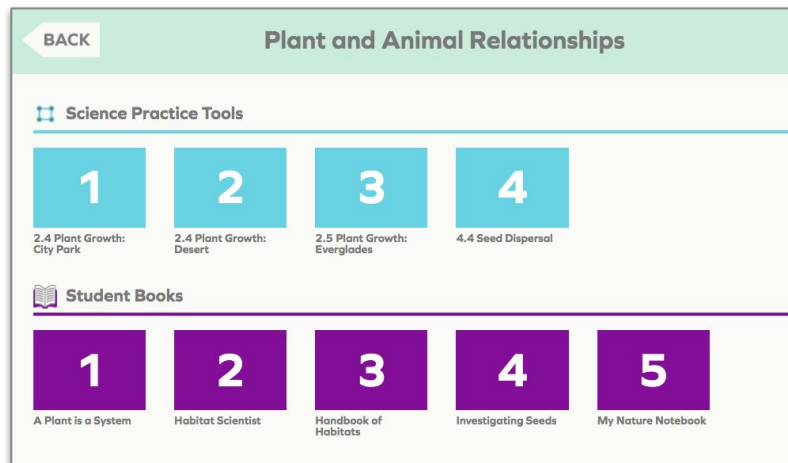 BACK
Plant and Animal Relationships
Science Practice Tools
1
2
3
4
2.4 Plant Growth:
City Park
2.4 Plant Growth:
Desert
2.5 Plant Growth:
Everglades
4.4 Seed Dispersal
Student Books
1
2
3
4
5
A Plant is a System
Habitat Scientist
Handbook of
Habitats
Investigating Seeds
My Nature Notebook